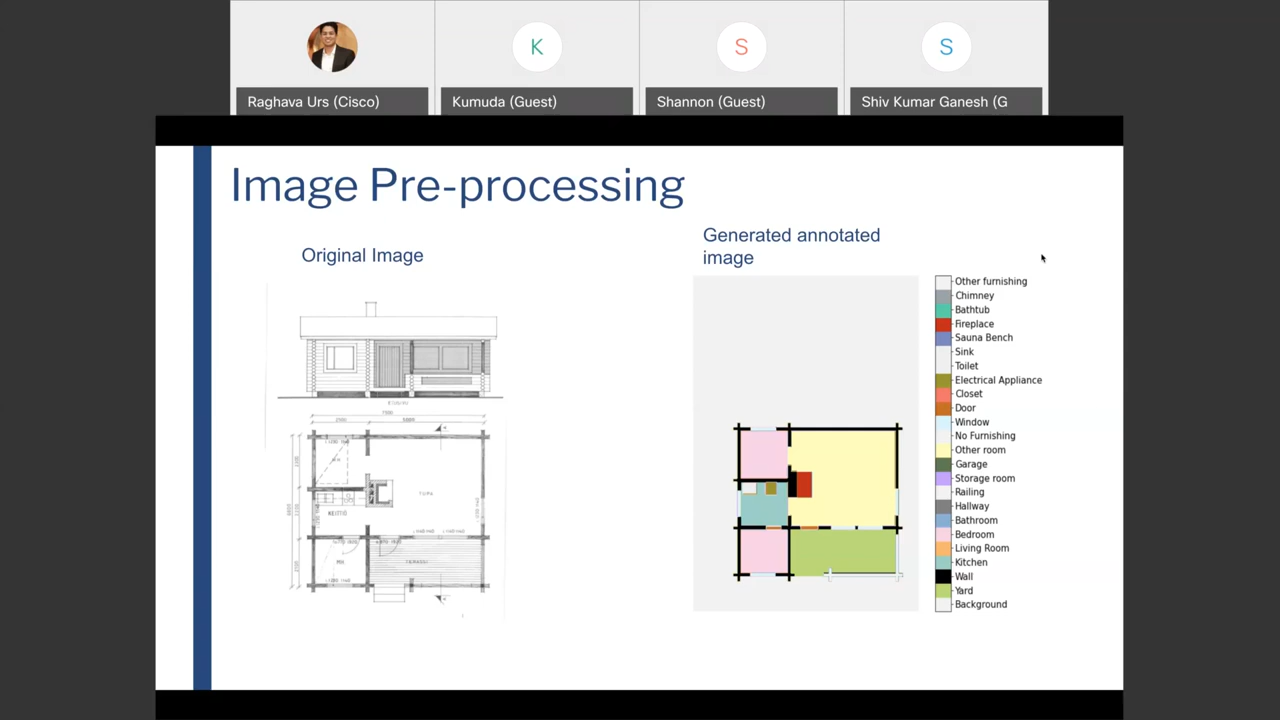 K
S
S
Raghava Urs (Cisco)
Kumuda (Guest)
Shannon (Guest)
Shiv Kumar Ganesh (G
Image Pre-processing
Original Image
Generated annotated
image
KEITTIÖ
MH
Other furnishing
Chimney
Bathtub
Fireplace
Sauna Bench
Sink
Toilet
Electrical Appliance
Closet
Door
Window
No Furnishing
Other room
Garage
Storage room
Railing
Hallway
Bathroom
Bedroom
Living Room
Kitchen
Wall
Yard
Background